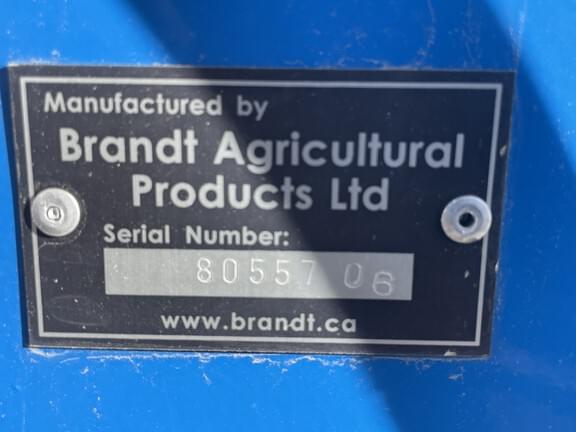 Manufactured by
Brandt Agricultural
Products Ltd
Serial Number:
80557 06
www.brandt.ca